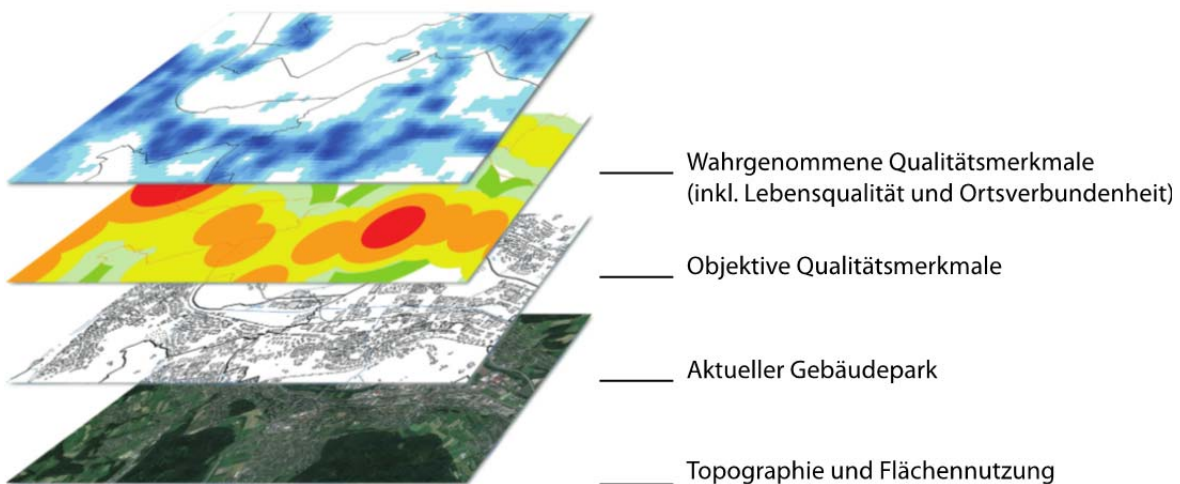 Wahrgenommene Qualitätsmerkmale
(inkl. Lebensqualität und Ortsverbundenheit)
Objektive Qualitätsmerkmale
Aktueller Gebäudepark
Topographie und Flächennutzung